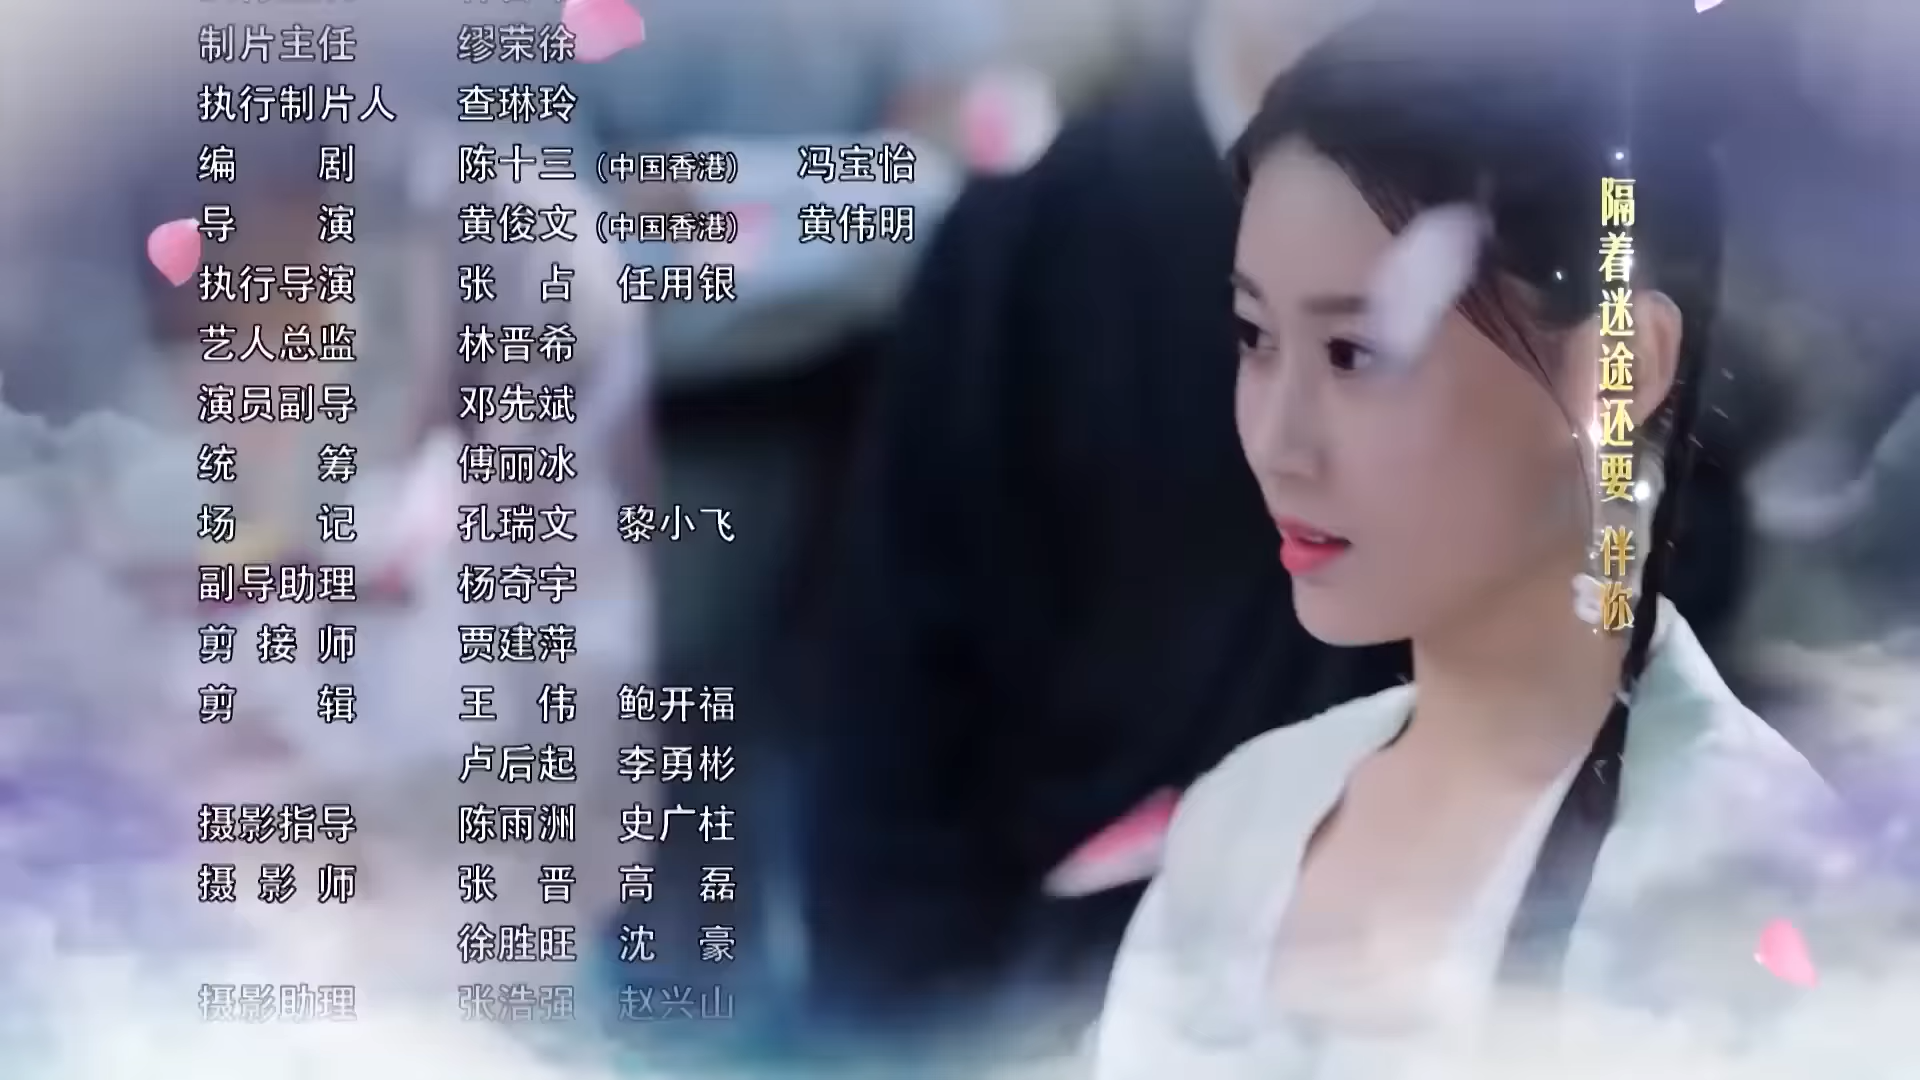 制片主任 缪荣徐
执行制片人 查琳玲
编 剧 陈十三（中国香港） 冯宝怡
导 演 黄俊文（中国香港） 黄伟明
执行导演 张 占 任用银
艺人总监 林晋希
演员副导 邓先斌
统 筹 傅丽冰
场 记 孔瑞文 黎小飞
副导助理 杨奇宇
剪 接 师 贾建萍
剪 辑 王 伟 鲍开福
卢后起 李勇彬
摄影指导 陈雨洲 史广柱
摄 影 师 张 晋 高 磊
徐胜旺 沈 豪
摄影助理 张浩强 赵兴山
隔着迷途还要 伴你